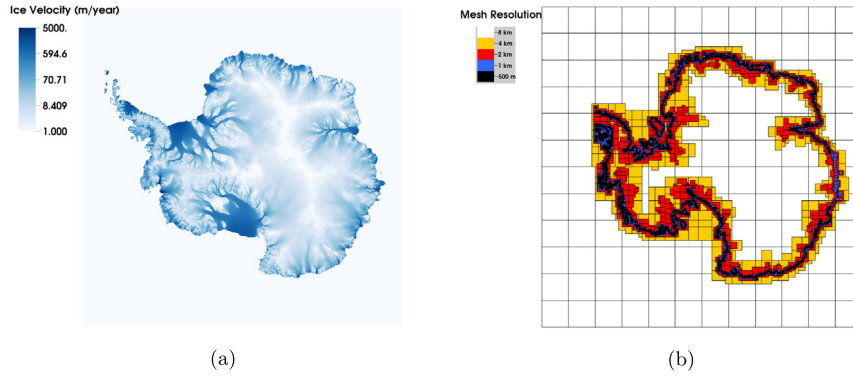 Ice Velocity (m/year)
5000.
594.6
70.71
8.409
1.000
(a)
Mesh Resolution
8 km
4 km
2 km
1 km
500 m
(b)